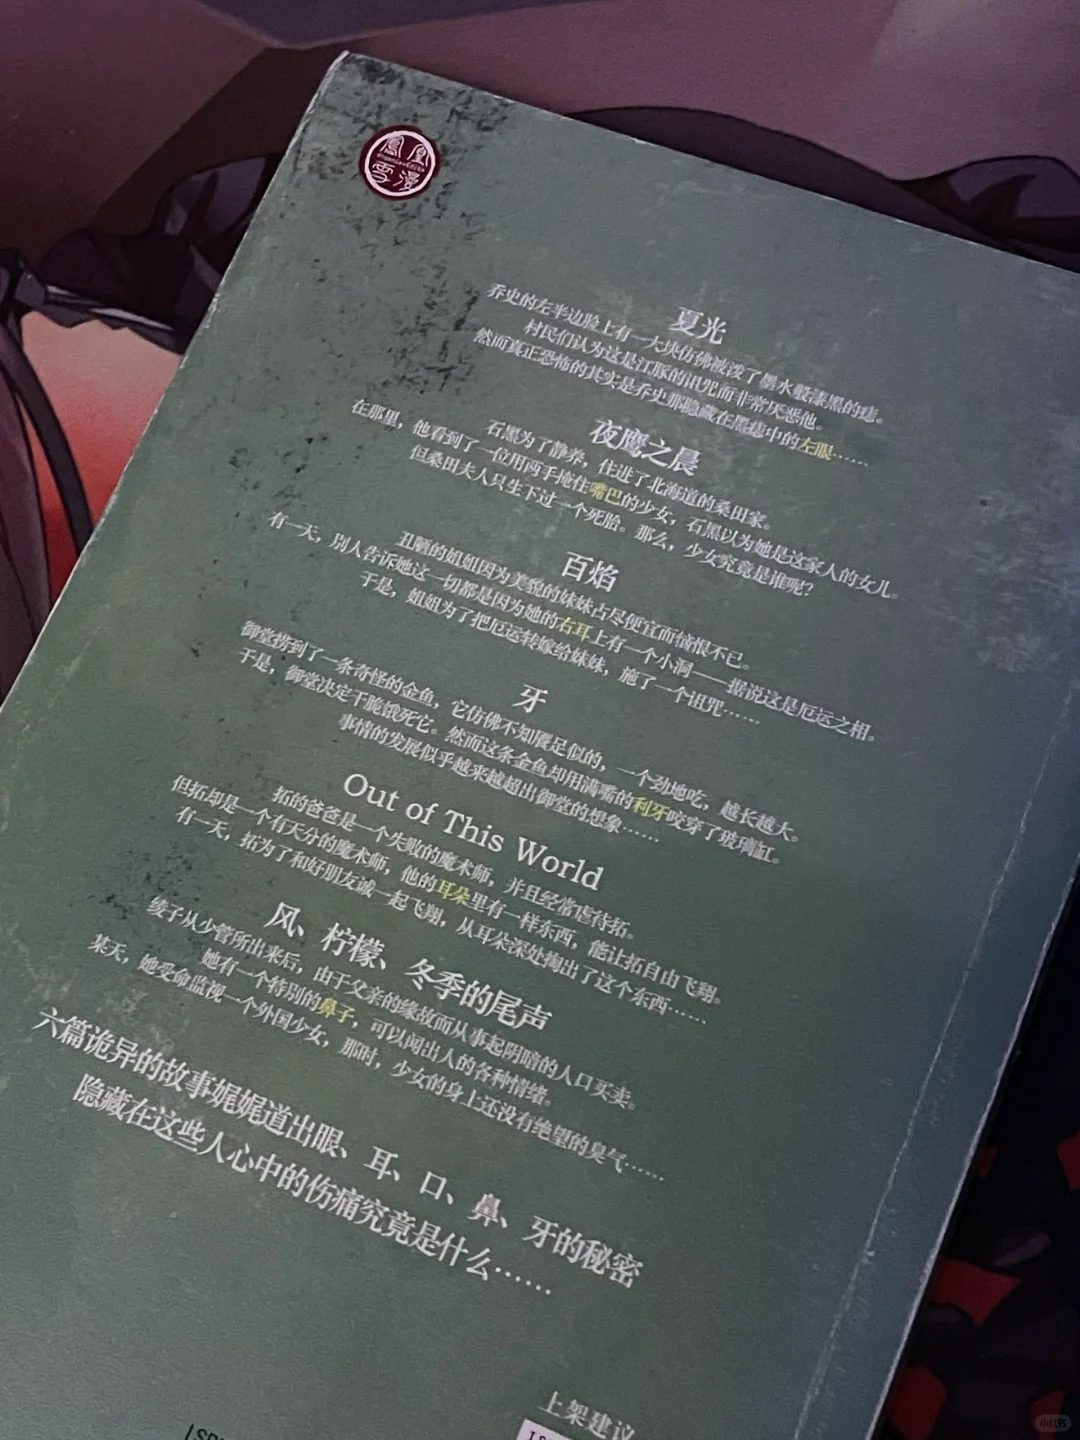 鳳凰
雪漫
夏光
乔史的左半边脸上有一大块仿佛被泼了墨水般漆黑的痣。
村民们认为这是江豚的诅咒而非常厌恶他。
然而真正恐怖的其实是乔史那隐藏在黑痣中的左眼……
夜鹰之晨
石黑为了静养，住进了北海道的桑田家。
在那里，他看到了一位用两手掩住嘴巴的少女，石黑以为她是这家人的女儿。
但桑田夫人只生下过一个死胎。那么，少女究竟是谁呢？
百焰
丑陋的姐姐因为美貌的妹妹占尽便宜而恼恨不已。
有一天，别人告诉她这一切都是因为她的右耳上有一个小洞——据说这是厄运之相。
于是，姐姐为了把厄运转嫁给妹妹，施了一个诅咒……
牙
御堂捞到了一条奇怪的金鱼，它仿佛不知餍足似的，一个劲地吃，越长越大。
于是，御堂决定干脆饿死它。然而这条金鱼却用满嘴的利牙咬穿了玻璃缸。
事情的发展似乎越来越超出御堂的想象……
Out of This World
拓的爸爸是一个失败的魔术师，并且经常虐待拓。
但拓却是一个有天分的魔术师，他的耳朵里有一样东西，能让拓自由飞翔。
有一天，拓为了和好朋友诚一起飞翔，从耳朵深处掏出了这个东西……
风、柠檬、冬季的尾声
绫子从少管所出来后，由于父亲的缘故而从事起阴暗的人口买卖。
她有一个特别的鼻子，可以闻出人的各种情绪。
某天，她受命监视一个外国少女，那时，少女的身上还没有绝望的臭气……
六篇诡异的故事娓娓道出眼、耳、口、鼻、牙的秘密
隐藏在这些人心中的伤痛究竟是什么……
上架建议
小红书